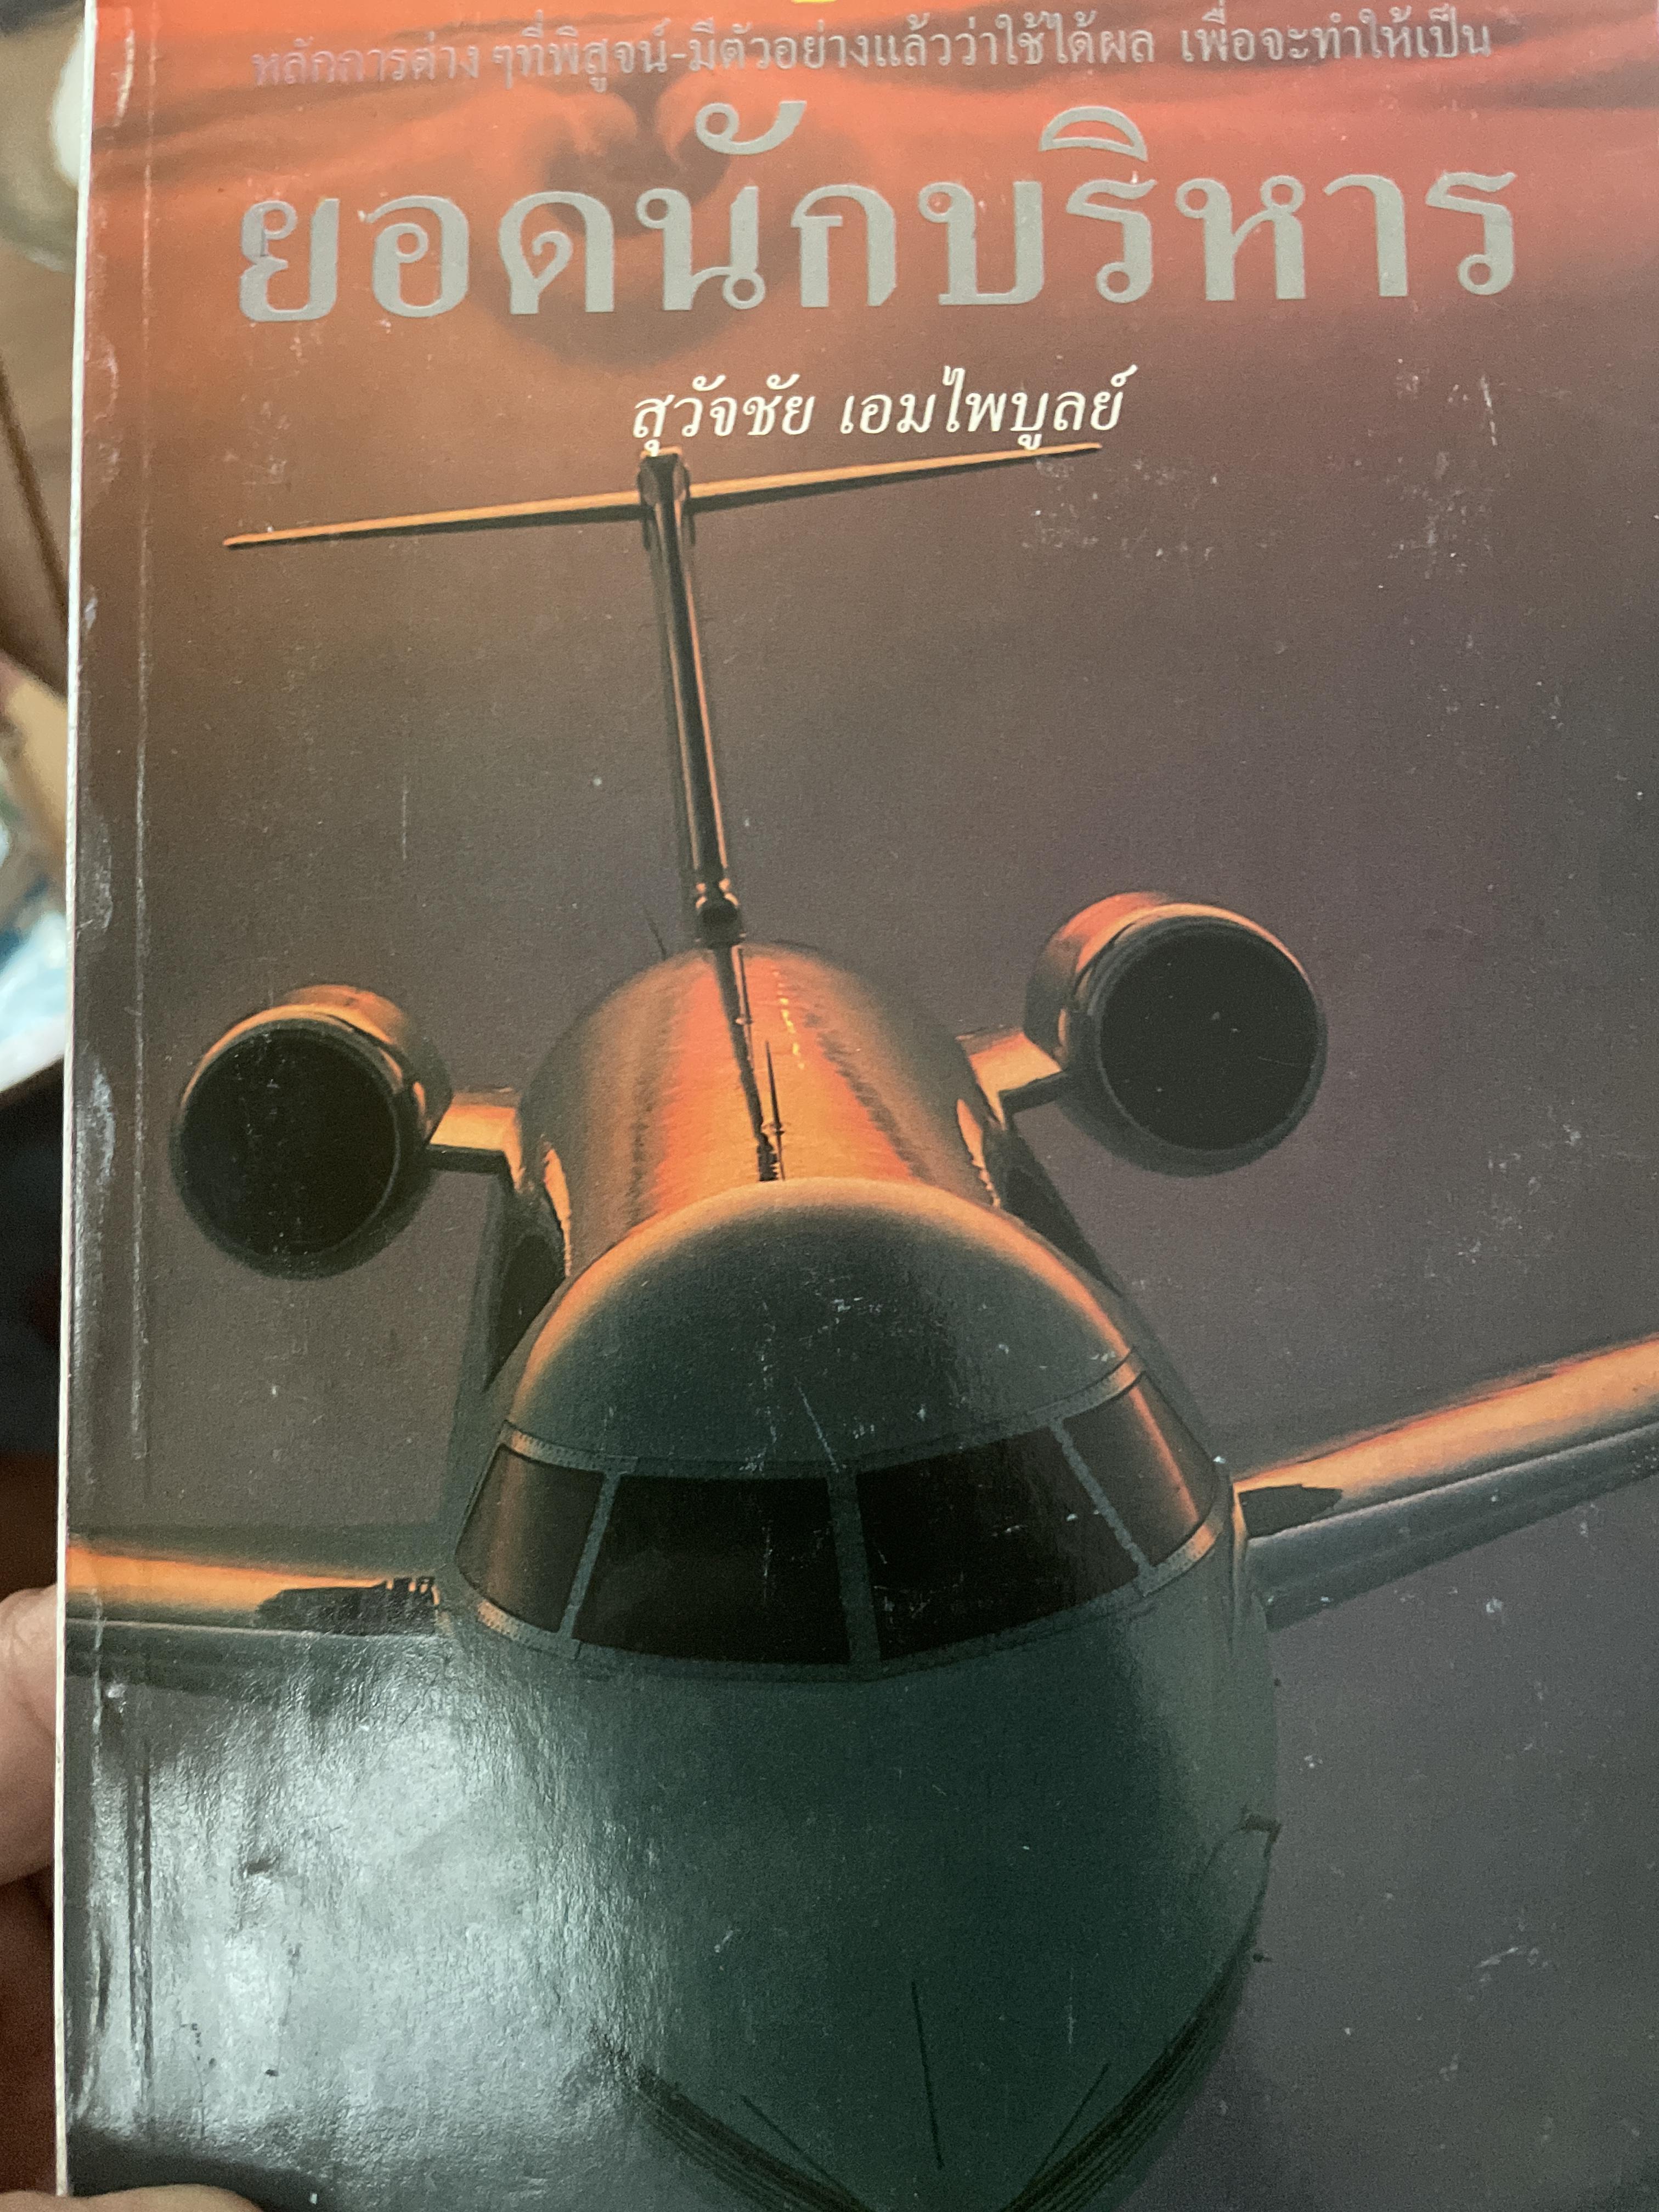 หลักการต่าง ๆที่พิสูจน์-มีตัวอย่างแล้วว่าใช้ได้ผล เพื่อจะทำให้เป็น
ยอดนักบริหาร
สุวัจชัย เอมไพบูลย์